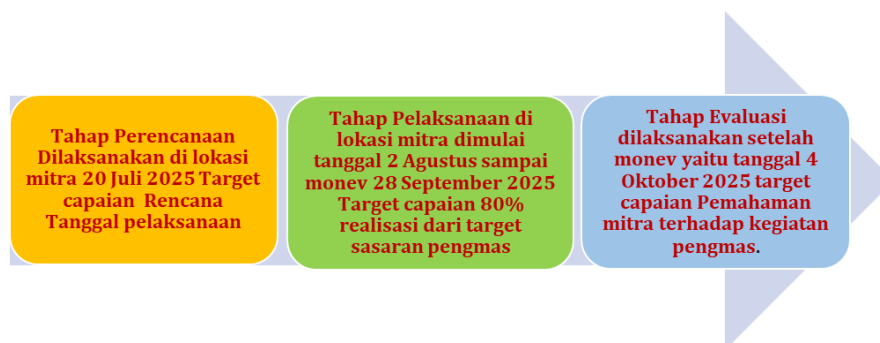 Tahap Perencanaan
Dilaksanakan di lokasi
mitra 20 Juli 2025 Target
capaian Rencana
Tanggal pelaksanaan
Tahap Pelaksanaan di
lokasi mitra dimulai
tanggal 2 Agustus sampai
monev 28 September 2025
Target capaian 80%
realisasi dari target
sasaran pengmas
Tahap Evaluasi
dilaksanakan setelah
monev yaitu tanggal 4
Oktober 2025 target
capaian Pemahaman
mitra terhadap kegiatan
pengmas.